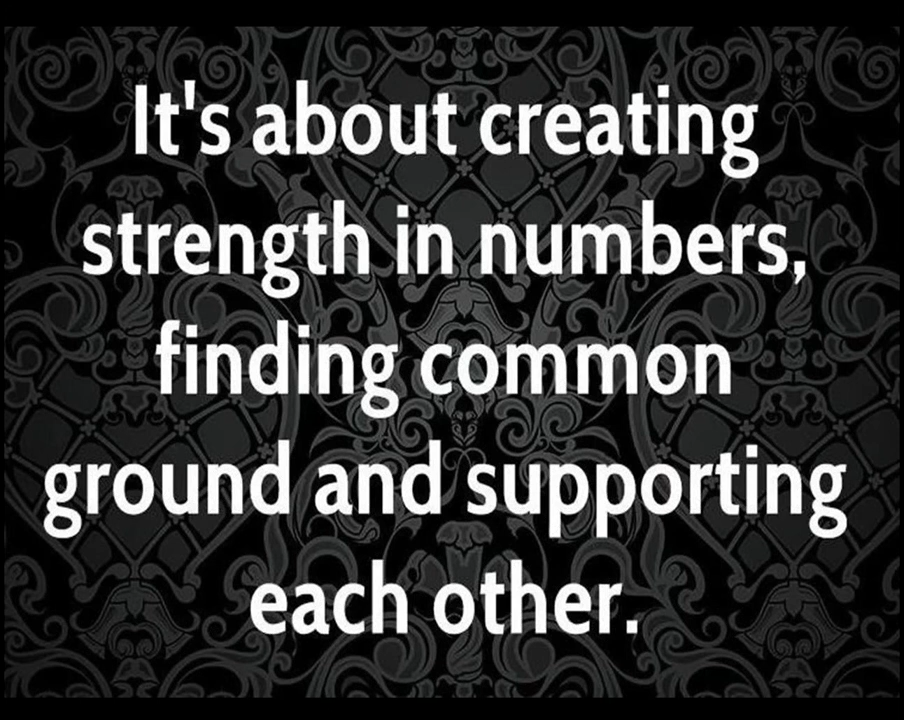 It's about creating
strength in numbers,
finding common
ground and supporting
each other.